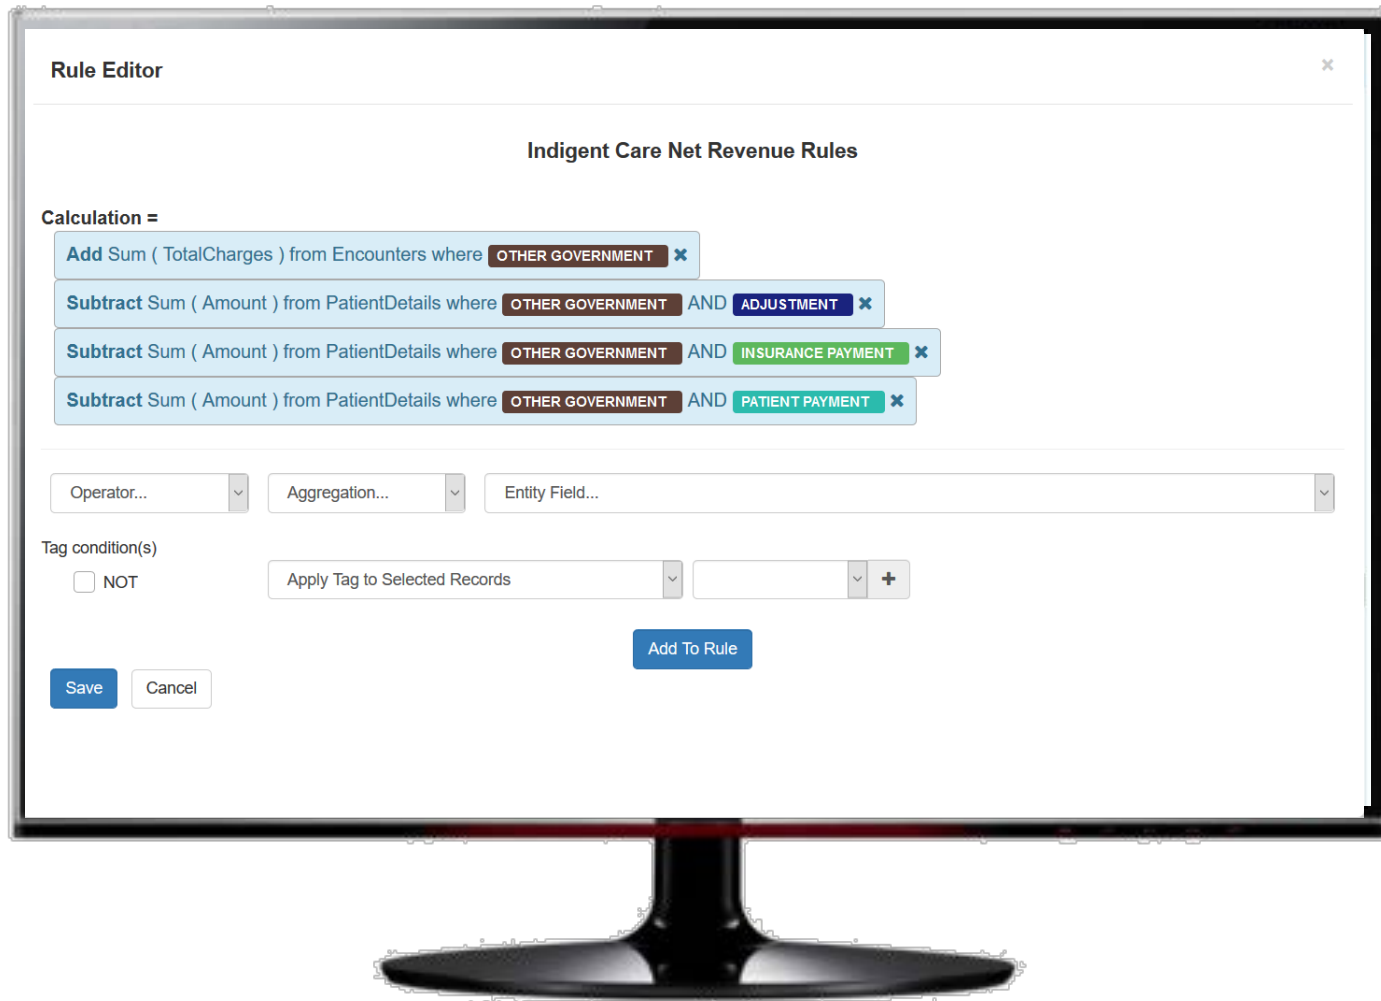 Rule Editor
×
Indigent Care Net Revenue Rules
Calculation =
Add Sum ( TotalCharges ) from Encounters where OTHER GOVERNMENT ✖
Subtract Sum ( Amount ) from PatientDetails where OTHER GOVERNMENT AND ADJUSTMENT ✖
Subtract Sum ( Amount ) from PatientDetails where OTHER GOVERNMENT AND INSURANCE PAYMENT ✖
Subtract Sum ( Amount ) from PatientDetails where OTHER GOVERNMENT AND PATIENT PAYMENT ✖
Operator... Aggregation... Entity Field...
Tag condition(s)
NOT Apply Tag to Selected Records +
Add To Rule
Save Cancel